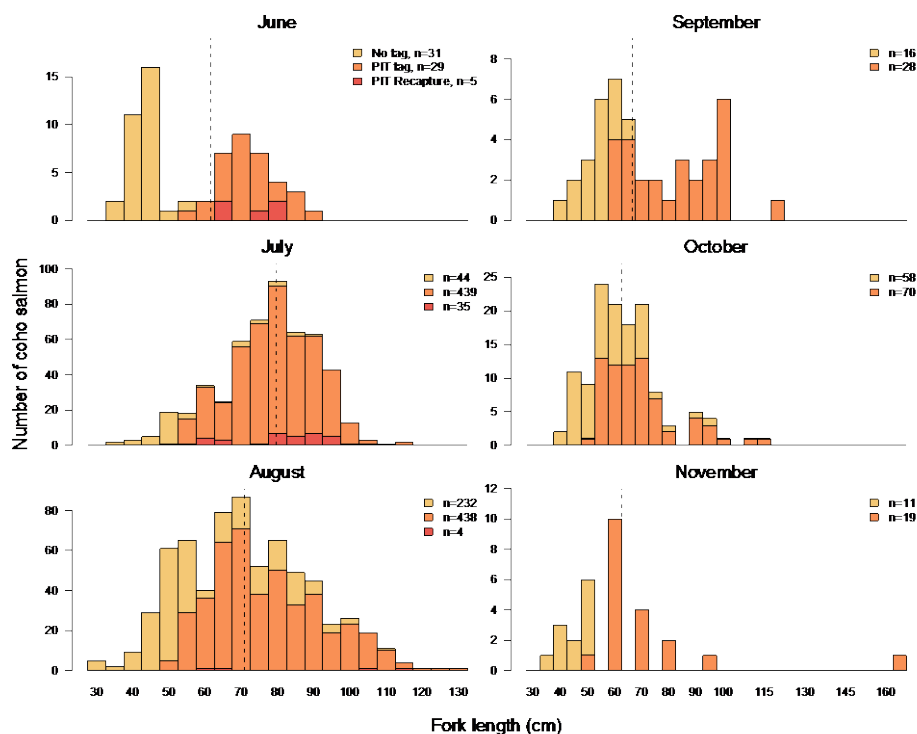 June
No tag, n=31
PIT tag, n=29
PIT Recapture, n=5
15
10
5
0
September
n=16
n=28
8
6
4
2
0
Number of coho salmon
July
n=44
n=439
n=35
100
80
60
40
20
0
October
n=58
n=70
25
20
15
10
5
0
August
n=232
n=438
n=4
80
60
40
20
0
30 40 50 60 70 80 90 100 110 130
November
n=11
n=19
12
10
8
6
4
2
0
30 40 50 60 70 80 90 100 115 130 145 160
Fork length (cm)